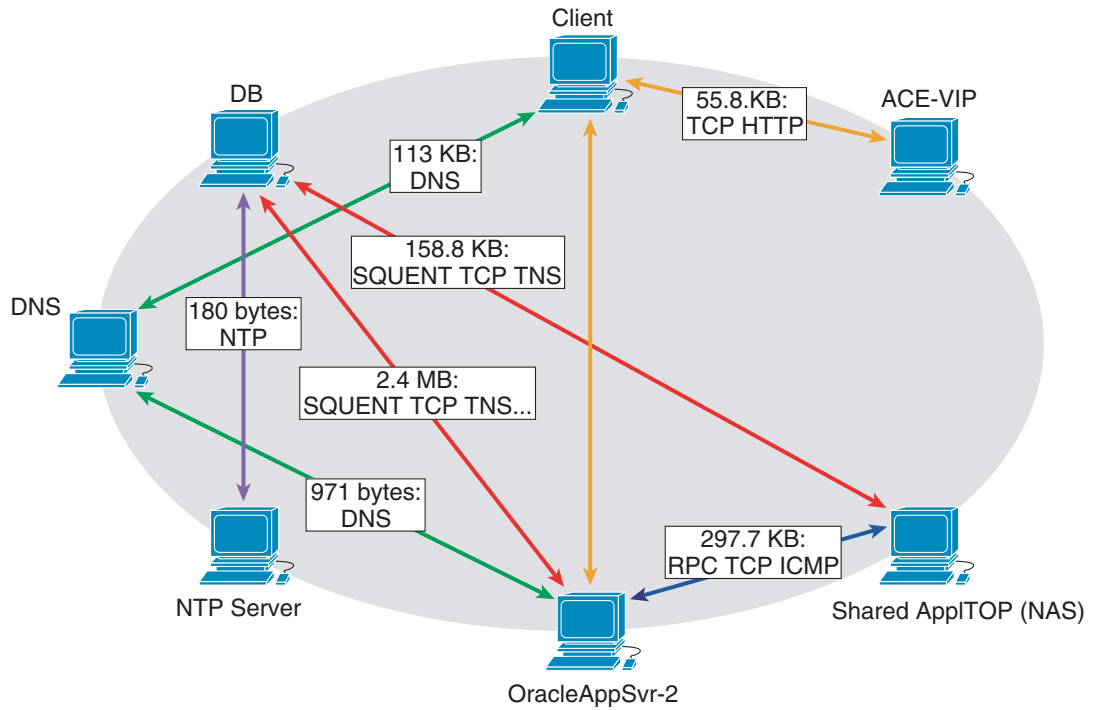 Client
DB
55.8.KB:
TCP HTTP
ACE-VIP
113 KB:
DNS
158.8 KB:
SQUENT TCP TNS
DNS
180 bytes:
NTP
2.4 MB:
SQUENT TCP TNS...
971 bytes:
DNS
297.7 KB:
RPC TCP ICMP
NTP Server
Shared ApplTOP (NAS)
OracleAppSvr-2